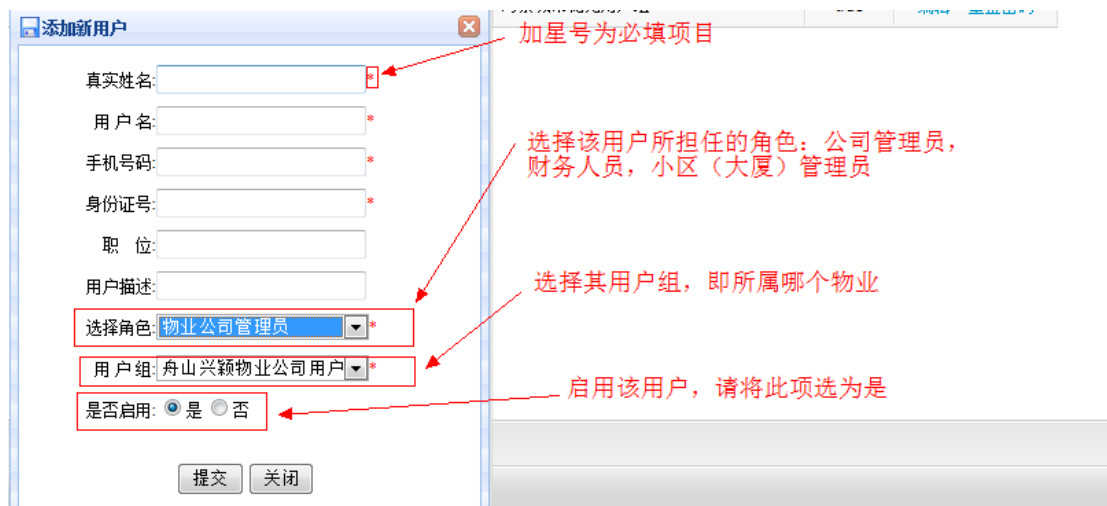 添加新用户
加星号为必填项目
真实姓名: *
用 户 名: *
选择该用户所担任的角色：公司管理员，
财务人员，小区（大厦）管理员
手机号码: *
身份证号: *
职 位:
用户描述:
选择其用户组，即所属哪个物业
选择角色: 物业公司管理员 *
用 户 组: 舟山兴颖物业公司用户 *
启用该用户，请将此项选为是
是否启用: 是 否
提交 关闭